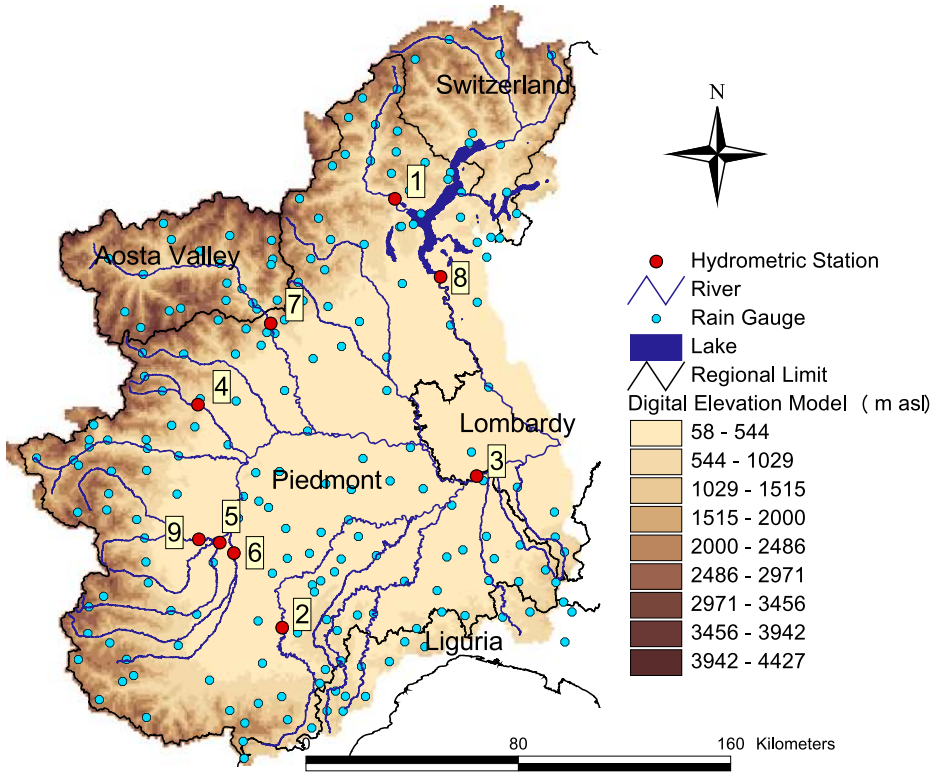 Switzerland
N
1
Aosta Valley
8
7
4
Lombardy
3
Piedmont
5
9
6
2
Liguria
Hydrometric Station
River
Rain Gauge
Lake
Regional Limit
Digital Elevation Model ( m asl)
58 - 544
544 - 1029
1029 - 1515
1515 - 2000
2000 - 2486
2486 - 2971
2971 - 3456
3456 - 3942
3942 - 4427
0 80 160 Kilometers